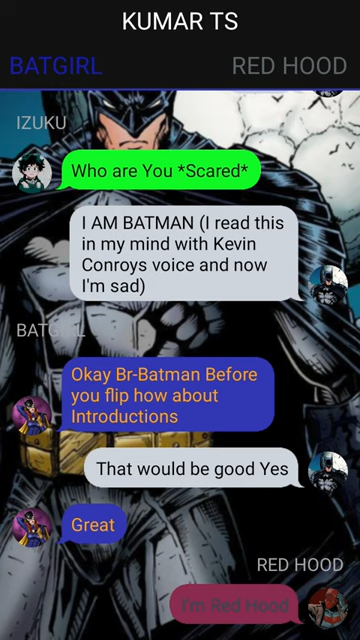 KUMAR TS
BATGIRL
RED HOOD
IZUKU
Who are You *Scared*
I AM BATMAN (I read this
in my mind with Kevin
Conroys voice and now
I'm sad)
BATGIRL
Okay Br-Batman Before
you flip how about
Introductions
That would be good Yes
Great
RED HOOD
I'm Red Hood